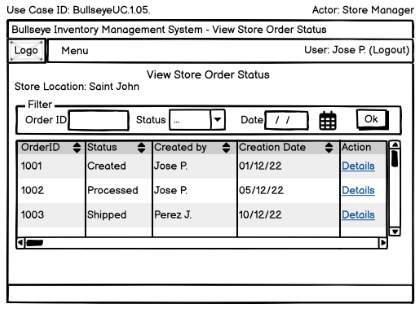 Use Case ID: BullseyeUC.1.05. Actor: Store Manager
Bullseye Inventory Management System - View Store Order Status
Logo Menu User: Jose P. (Logout)
View Store Order Status
Store Location: Saint John
Filter
Order ID Status ... Date / / Ok
OrderID Status Created by Creation Date Action
1001 Created Jose P. 01/12/22 Details
1002 Processed Jose P. 05/12/22 Details
1003 Shipped Perez J. 10/12/22 Details